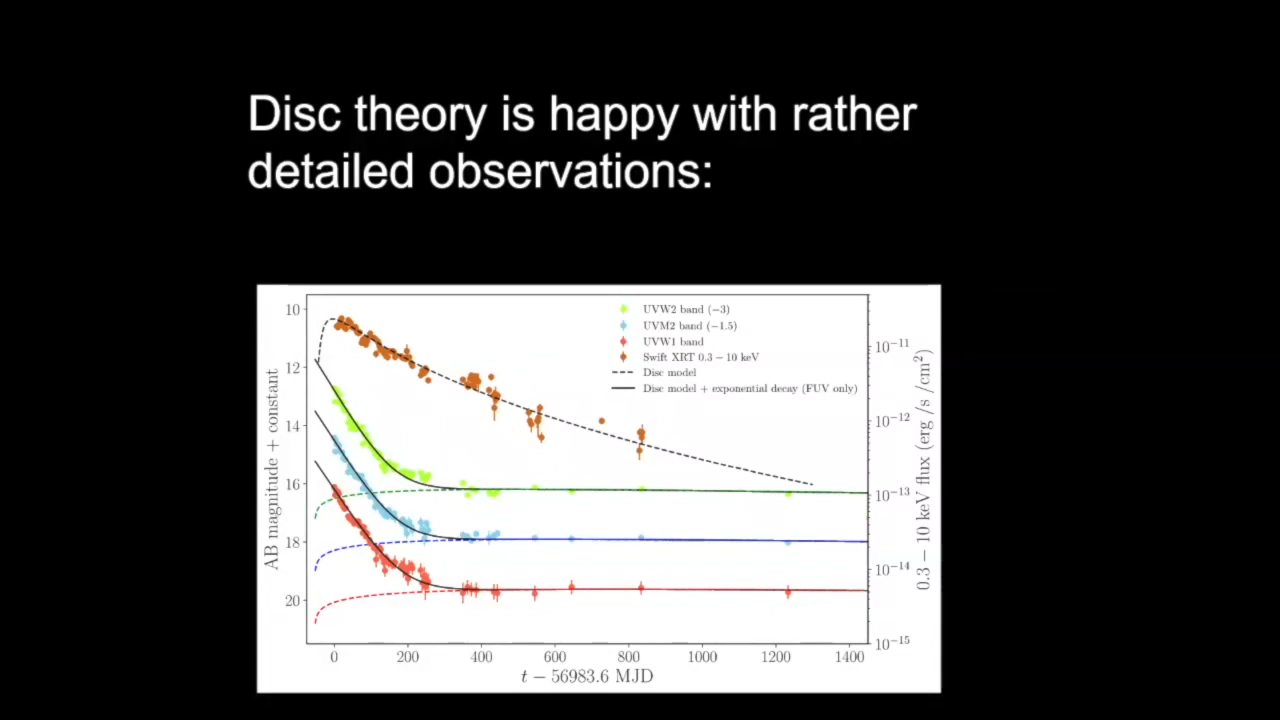 Disc theory is happy with rather
detailed observations:
UVW2 band (−3)
UVM2 band (−1.5)
UVW1 band
Swift XRT 0.3 − 10 keV
Disc model
Disc model + exponential decay (FUV only)
AB magnitude + constant
10
12
14
16
18
20
10⁻¹¹
10⁻¹²
10⁻¹³
10⁻¹⁴
10⁻¹⁵
0.3 − 10 keV flux (erg /s /cm²)
0 200 400 600 800 1000 1200 1400
t − 56983.6 MJD